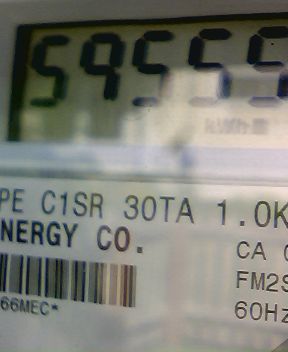 59555
PE C1SR 30TA 1.0K
NERGY CO.
CA
FM2S
66MEC*
60Hz